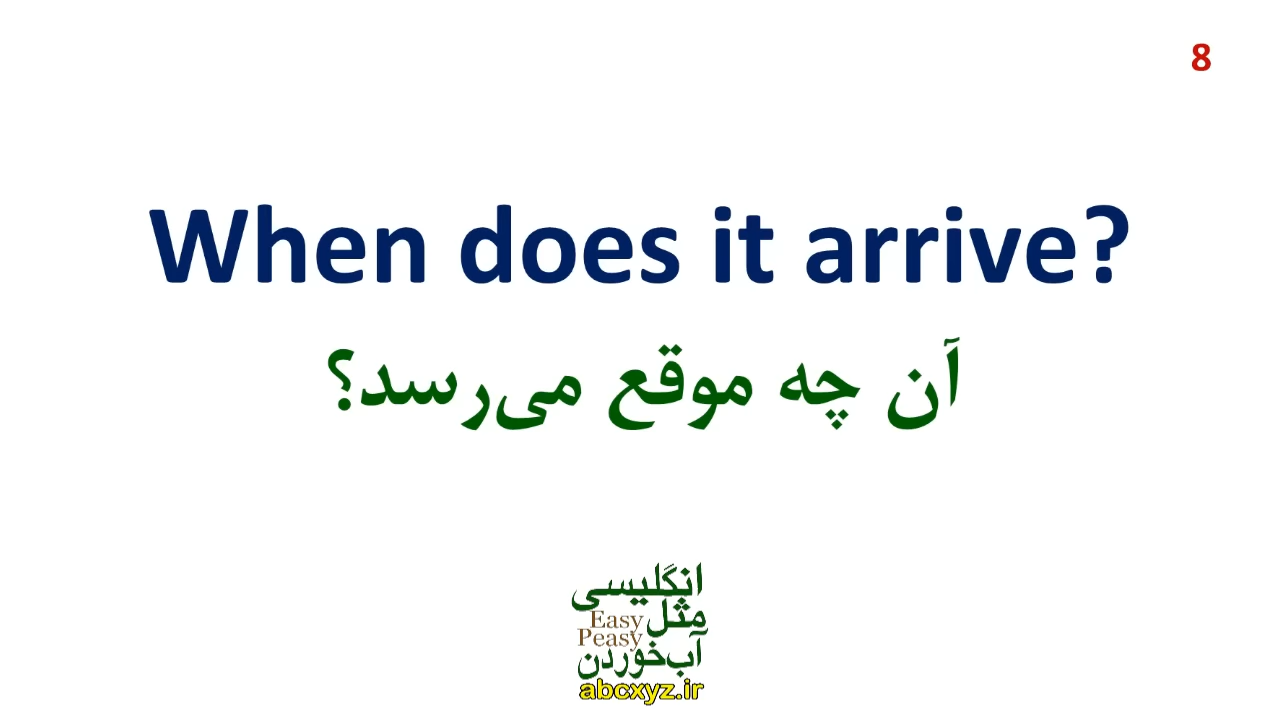 8
When does it arrive?
آن چه موقع می‌رسد؟
انگلیسی
مثل
Easy
Peasy
آب‌خوردن
abcxyz.ir